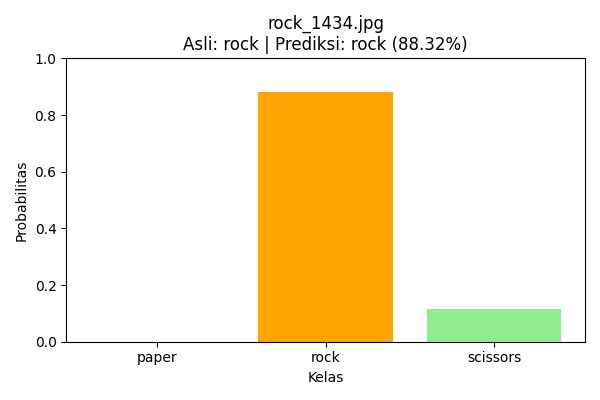 rock_1434.jpg
Asli: rock | Prediksi: rock (88.32%)
Probabilitas
1.0
0.8
0.6
0.4
0.2
0.0
paper rock scissors
Kelas